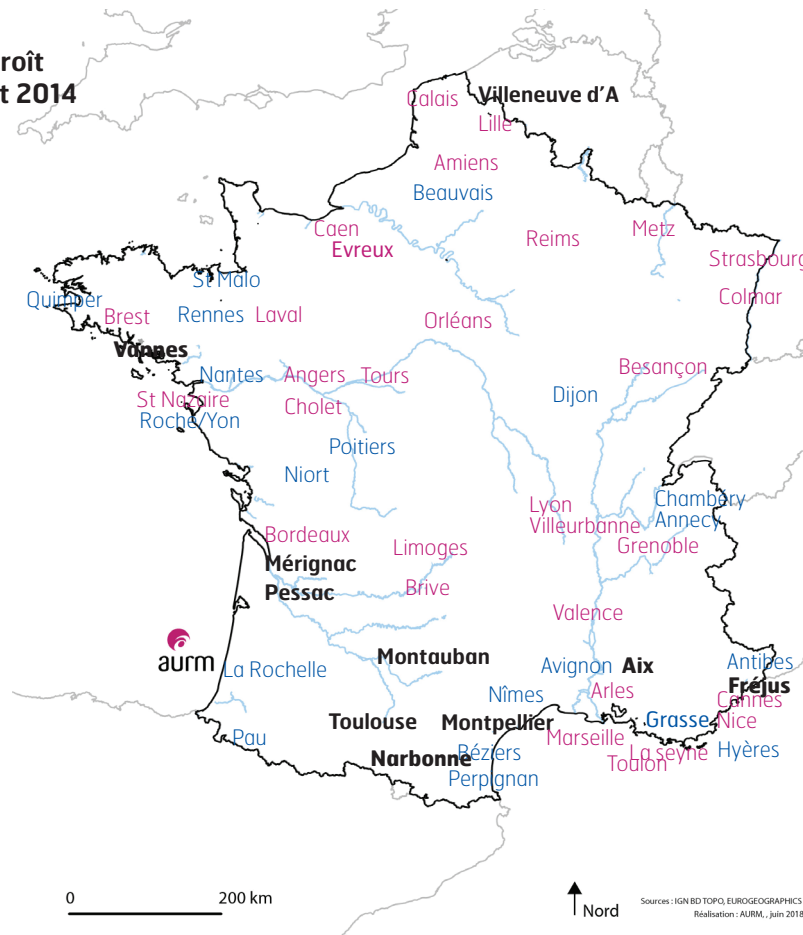 roît
t 2014
Calais
Villeneuve d'A
Lille
Amiens
Beauvais
Caen
Evreux
Reims
Metz
Strasbourg
St Malo
Quimper
Brest
Rennes
Laval
Orléans
Colmar
Vannes
Nantes
Angers
Tours
Besançon
St Nazaire
Cholet
Dijon
Roche/Yon
Poitiers
Niort
Lyon
Villeurbanne
Chambéry
Annecy
Grenoble
Bordeaux
Limoges
Mérignac
Pessac
Brive
Valence
aurm
La Rochelle
Montauban
Avignon
Aix
Antibes
Fréjus
Nîmes
Arles
Cannes
Toulouse
Montpellier
Grasse
Nice
Pau
Marseille
Narbonne
Béziers
La seyne
Hyères
Toulon
Perpignan
0 200 km
Nord
Sources : IGN BD TOPO, EUROGEOGRAPHICS
Réalisation : AURM, , juin 2018